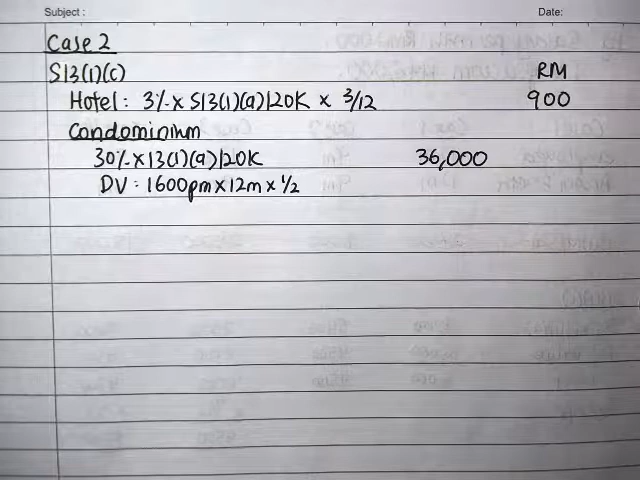 Subject :
Date:
Case 2
S13(1)(c)
RM
Hotel : 3% x S13(1)(a) 120K x 3/12
900
Condominium
30% x 13(1)(a) 120K
36,000
DV : 1600pm x 12m x 1/2